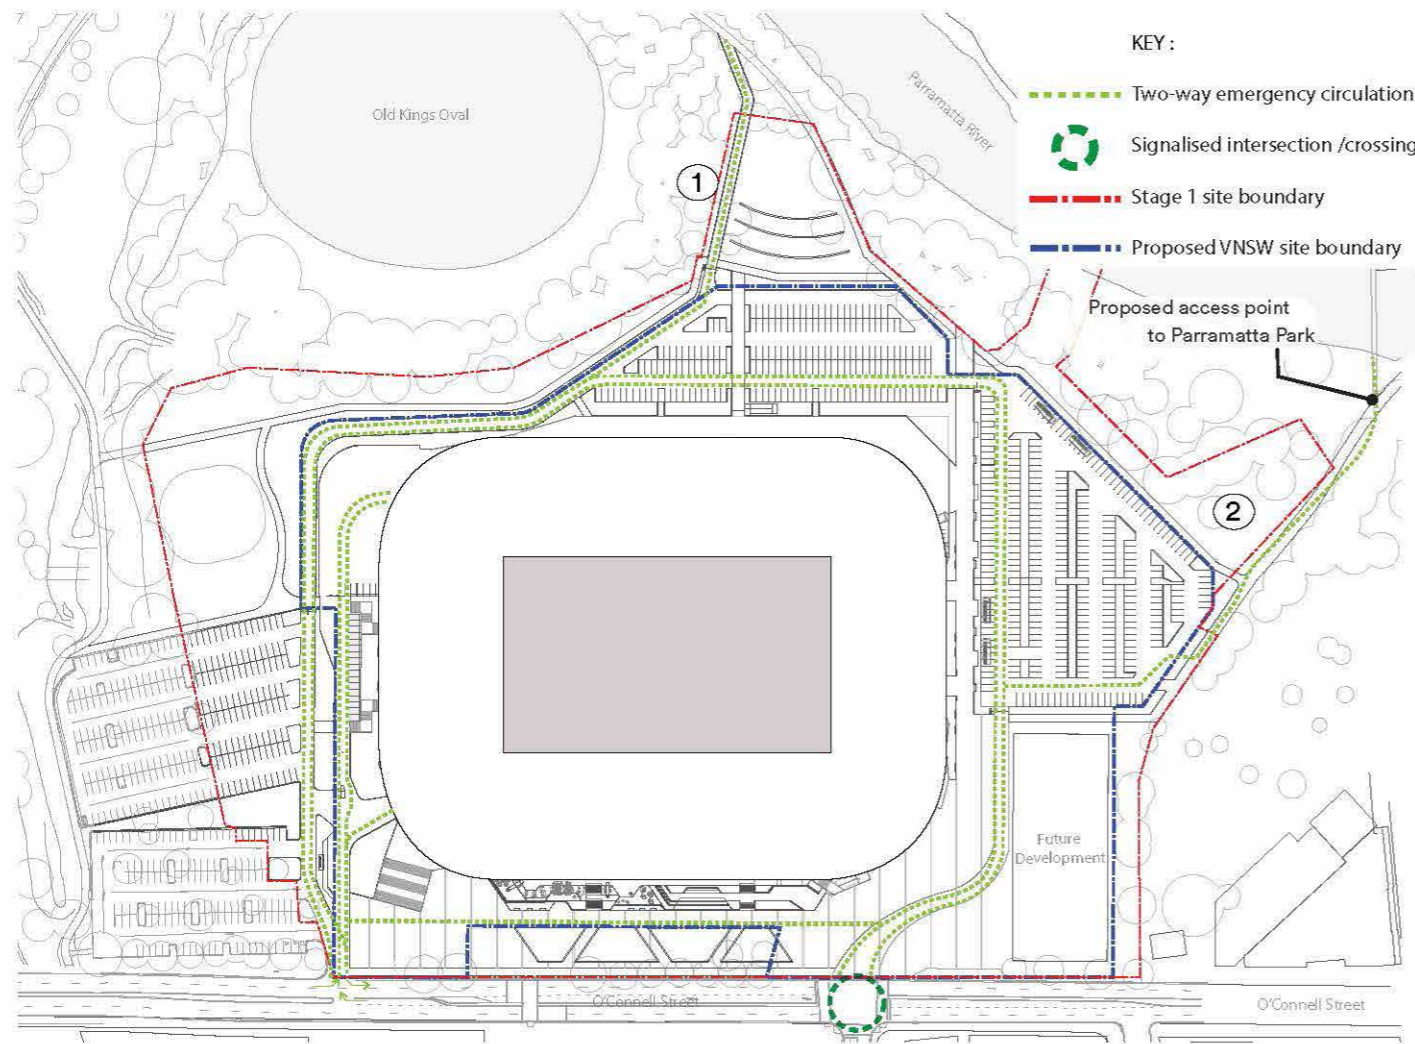 KEY :
Two-way emergency circulation
Signalised intersection /crossing
Stage 1 site boundary
Proposed VNSW site boundary
Old Kings Oval
Parramatta River
1
Proposed access point
to Parramatta Park
2
Future
Development
O'Connell Street
O'Connell Street